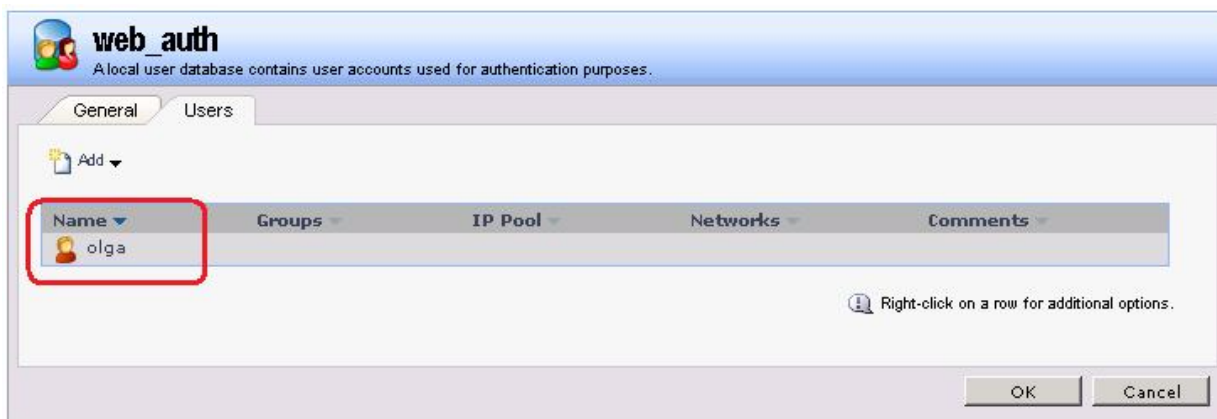 web_auth
A local user database contains user accounts used for authentication purposes.
General Users
Add
Name Groups IP Pool Networks Comments
olga
Right-click on a row for additional options.
OK Cancel